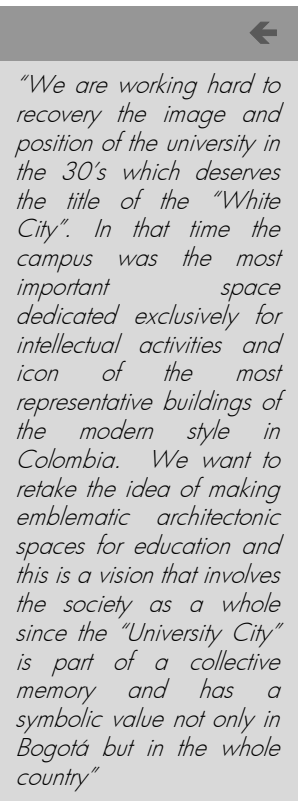 “We are working hard to
recovery the image and
position of the university in
the 30’s which deserves
the title of the “White
City”. In that time the
campus was the most
important space
dedicated exclusively for
intellectual activities and
icon of the most
representative buildings of
the modern style in
Colombia. We want to
retake the idea of making
emblematic architectonic
spaces for education and
this is a vision that involves
the society as a whole
since the “University City”
is part of a collective
memory and has a
symbolic value not only in
Bogotá but in the whole
country”